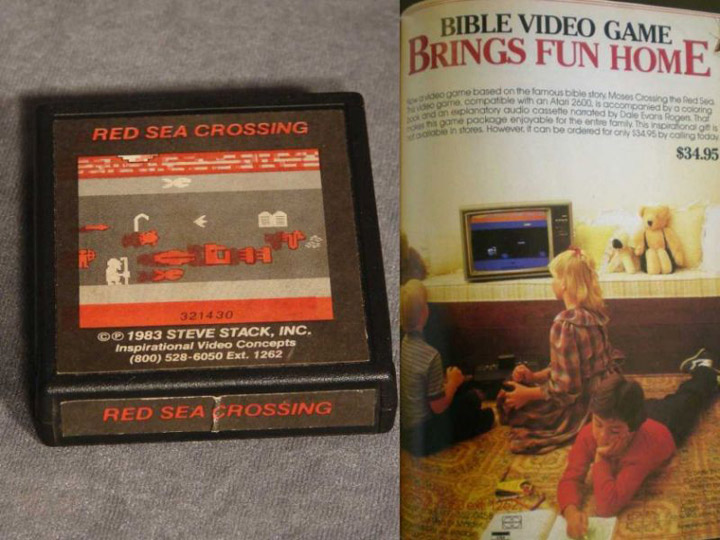 RED SEA CROSSING
321430
©℗ 1983 STEVE STACK, INC.
Inspirational Video Concepts
(800) 528-6050 Ext. 1262
RED SEA CROSSING
BIBLE VIDEO GAME
BRINGS FUN HOME
a video game based on the famous bible story, Moses Crossing the Red Sea.
video game, compatible with an Atari 2600, is accompanied by a coloring
and an explanatory audio cassette narrated by Dale Evans Rogers. That
this game package enjoyable for the entire family. This inspirational gift is
not available in stores. However, it can be ordered for only $34.95 by calling today
$34.95